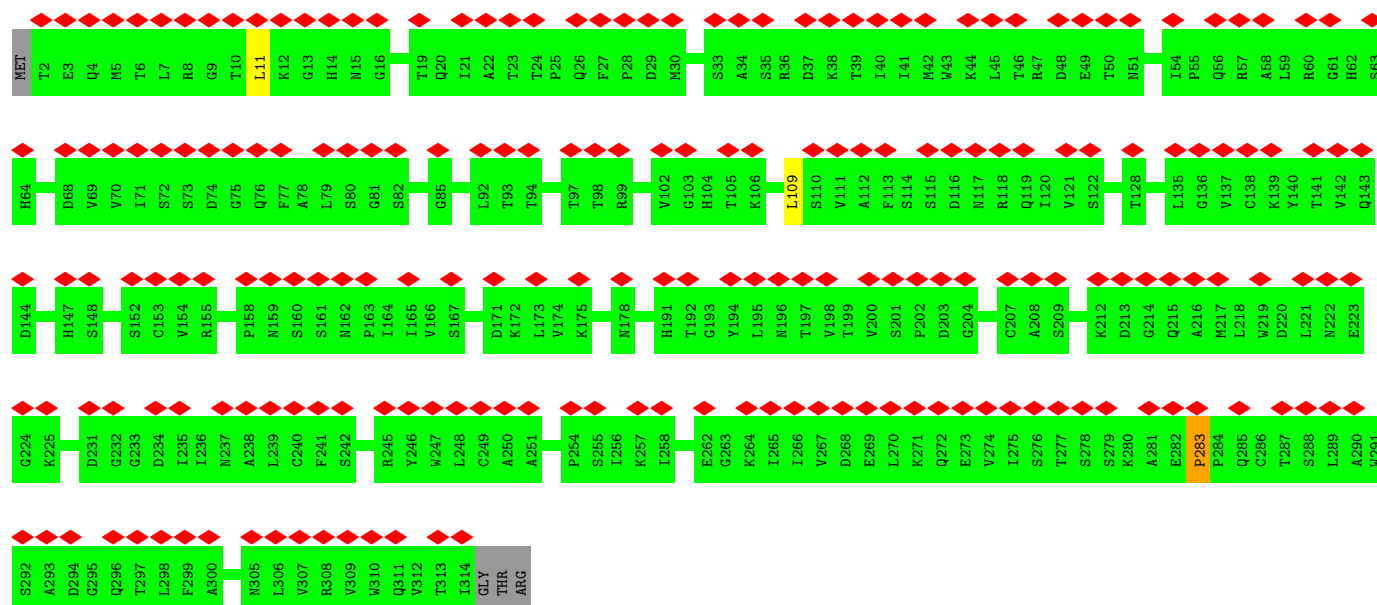 MET T2 E3 Q4 M5 T6 L7 R8 G9 T10 L11 K12 G13 H14 N15 G16 T19 Q20 I21 A22 T23 T24 P25 Q26 F27 P28 D29 M30 S33 A34 S35 R36 D37 K38 T39 I40 I41 M42 W43 K44 L45 T46 R47 D48 E49 T50 N51 I54 P55 Q56 R57 A58 L59 R60 G61 H62 S63
H64 D68 V69 V70 I71 S72 S73 D74 G75 Q76 F77 A78 L79 S80 G81 S82 G85 L92 T93 T94 T97 T98 R99 V102 G103 H104 T105 K106 L109 S110 V111 A112 F113 S114 S115 D116 N117 R118 Q119 I120 V121 S122 T128 L135 G136 V137 C138 K139 Y140 T141 V142 Q143
D144 H147 S148 S152 C153 V154 R155 P158 N159 S160 S161 N162 P163 I164 I165 V166 S167 D171 K172 L173 V174 K175 N178 H191 T192 G193 Y194 L195 N196 T197 V198 T199 V200 S201 P202 D203 G204 C207 A208 S209 K212 D213 G214 Q215 A216 M217 L218 W219 D220 L221 N222 E223
G224 K225 D231 G232 G233 D234 I235 I236 N237 A238 L239 C240 F241 S242 R245 Y246 W247 L248 C249 A250 A251 P254 S255 I256 K257 I258 E262 G263 K264 I265 I266 V267 D268 E269 L270 K271 Q272 E273 V274 I275 S276 T277 S278 S279 K280 A281 E282 P283 P284 Q285 C286 T287 S288 L289 A290 W291
S292 A293 D294 G295 Q296 T297 L298 F299 A300 N305 L306 V307 R308 V309 W310 Q311 V312 T313 I314 GLY THR ARG